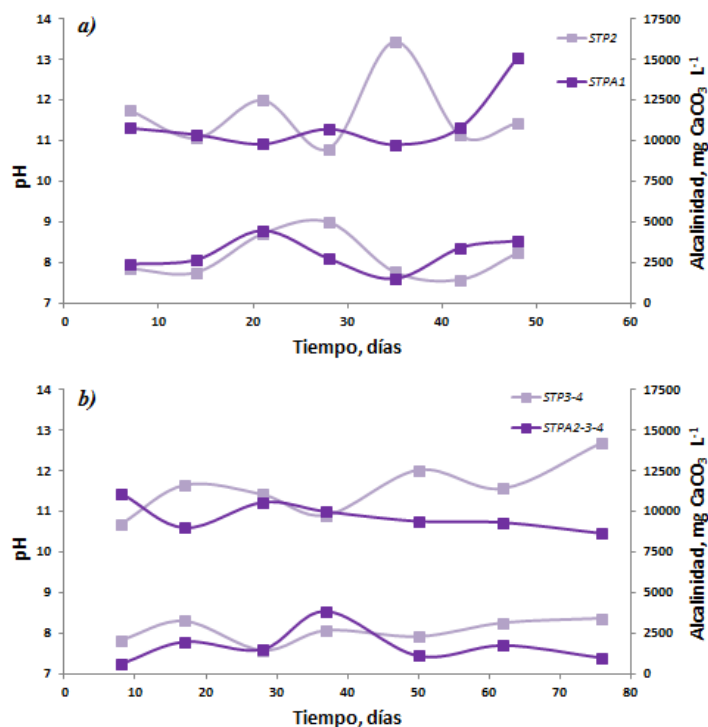 a)
STP2
STPA1
14
13
12
11
10
9
8
7
pH
17500
15000
12500
10000
7500
5000
2500
0
Alcalinidad, mg CaCO₃ L⁻¹
0 10 20 30 40 50 60
Tiempo, días
b)
STP3-4
STPA2-3-4
14
13
12
11
10
9
8
7
pH
17500
15000
12500
10000
7500
5000
2500
0
Alcalinidad, mg CaCO₃ L⁻¹
0 10 20 30 40 50 60 70 80
Tiempo, días